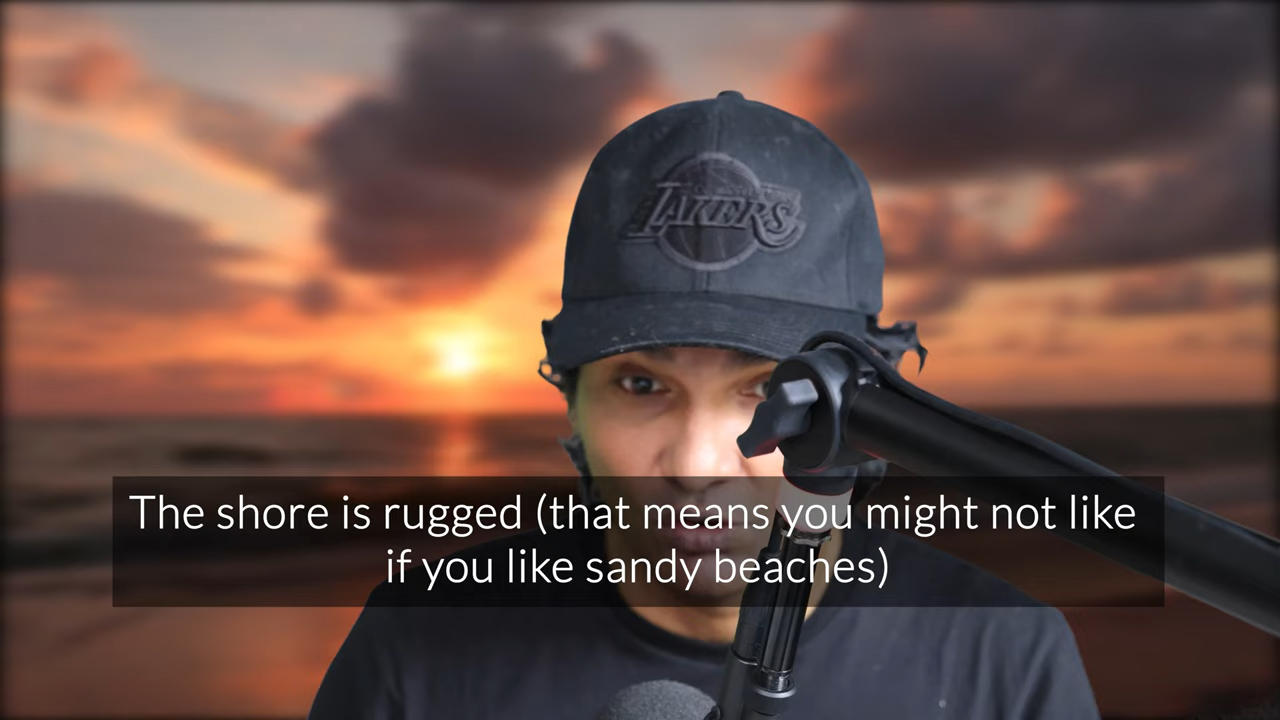 LAKERS
The shore is rugged (that means you might not like
if you like sandy beaches)